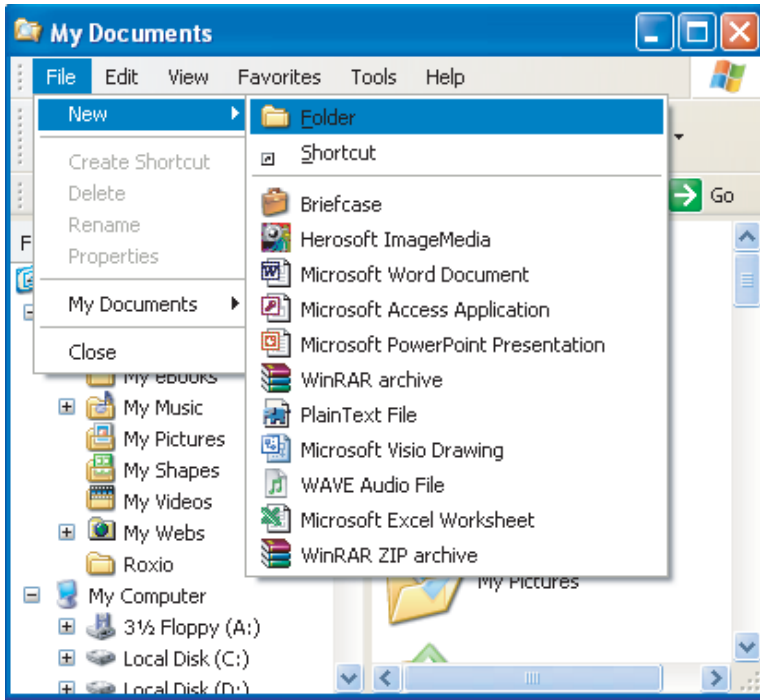 My Documents
File Edit View Favorites Tools Help
New
Create Shortcut
Delete
Rename
Properties
My Documents
Close
Folder
Shortcut
Briefcase
Herosoft ImageMedia
Microsoft Word Document
Microsoft Access Application
Microsoft PowerPoint Presentation
WinRAR archive
PlainText File
Microsoft Visio Drawing
WAVE Audio File
Microsoft Excel Worksheet
WinRAR ZIP archive
Go
F
My eBooks
My Music
My Pictures
My Shapes
My Videos
My Webs
Roxio
My Computer
3½ Floppy (A:)
Local Disk (C:)
Local Disk (D:)
My Pictures